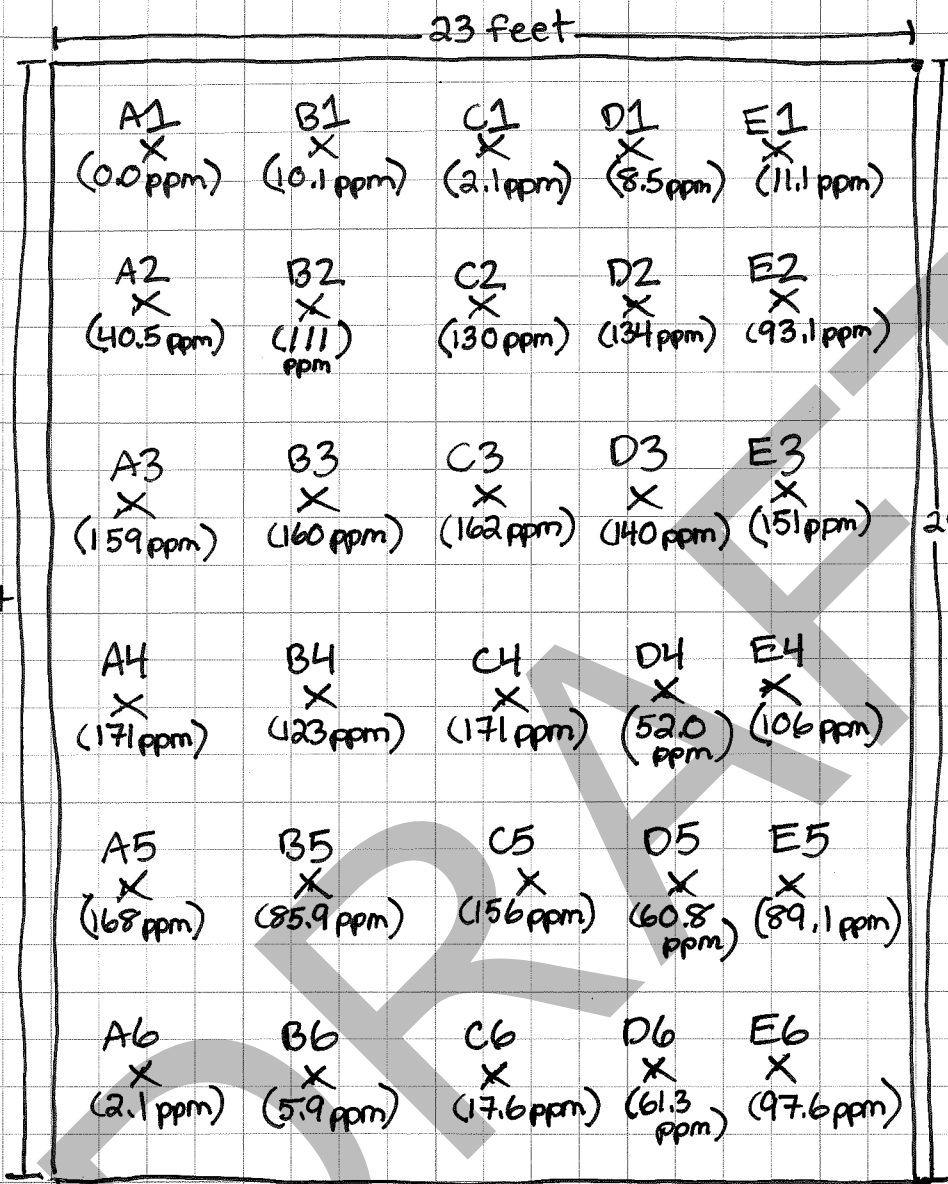 23 feet
A1 B1 C1 D1 E1
(0.0 ppm) (10.1 ppm) (2.1 ppm) (8.5 ppm) (11.1 ppm)
A2 B2 C2 D2 E2
(40.5 ppm) (111 ppm) (130 ppm) (134 ppm) (93.1 ppm)
A3 B3 C3 D3 E3
(159 ppm) (160 ppm) (162 ppm) (140 ppm) (151 ppm)
A4 B4 C4 D4 E4
(171 ppm) (123 ppm) (171 ppm) (52.0 ppm) (106 ppm)
A5 B5 C5 D5 E5
(168 ppm) (85.9 ppm) (156 ppm) (60.8 ppm) (89.1 ppm)
A6 B6 C6 D6 E6
(2.1 ppm) (5.9 ppm) (17.6 ppm) (61.3 ppm) (97.6 ppm)
DRAFT